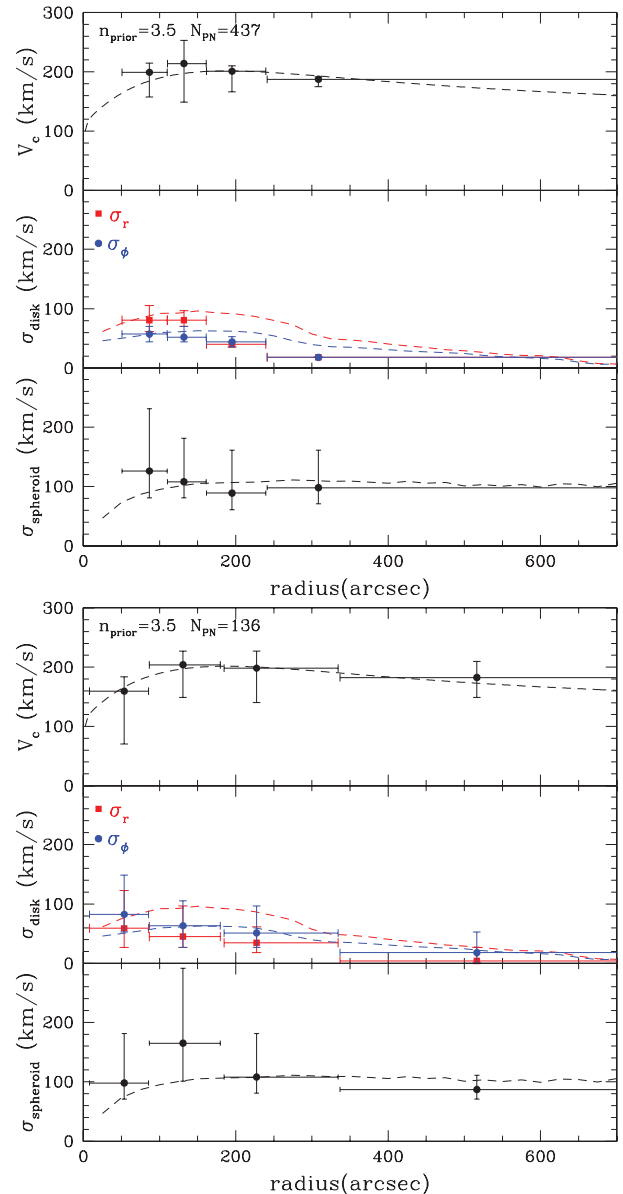 n_prior=3.5 N_PN=437
300
200
100
0
V_c (km/s)
σ_r
σ_φ
200
100
0
σ_disk (km/s)
200
100
0
σ_spheroid (km/s)
0 200 400 600
radius(arcsec)
n_prior=3.5 N_PN=136
300
200
100
0
V_c (km/s)
σ_r
σ_φ
200
100
0
σ_disk (km/s)
200
100
0
σ_spheroid (km/s)
0 200 400 600
radius(arcsec)